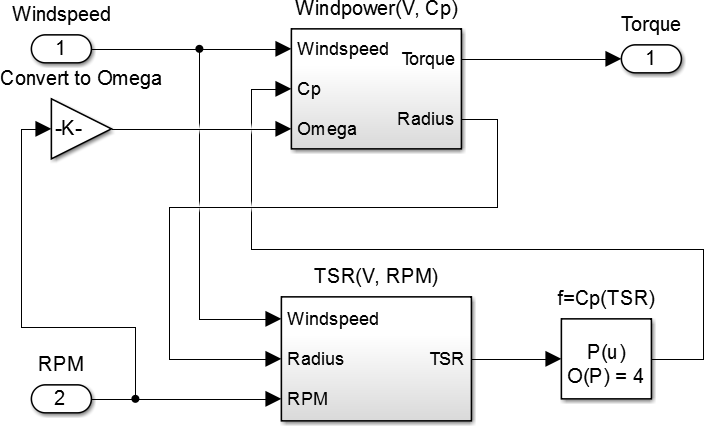 Windspeed
1
Convert to Omega
-K-
Windpower(V, Cp)
Windspeed
Cp
Omega
Torque
Radius
Torque
1
TSR(V, RPM)
Windspeed
Radius
RPM
TSR
f=Cp(TSR)
P(u)
O(P) = 4
RPM
2